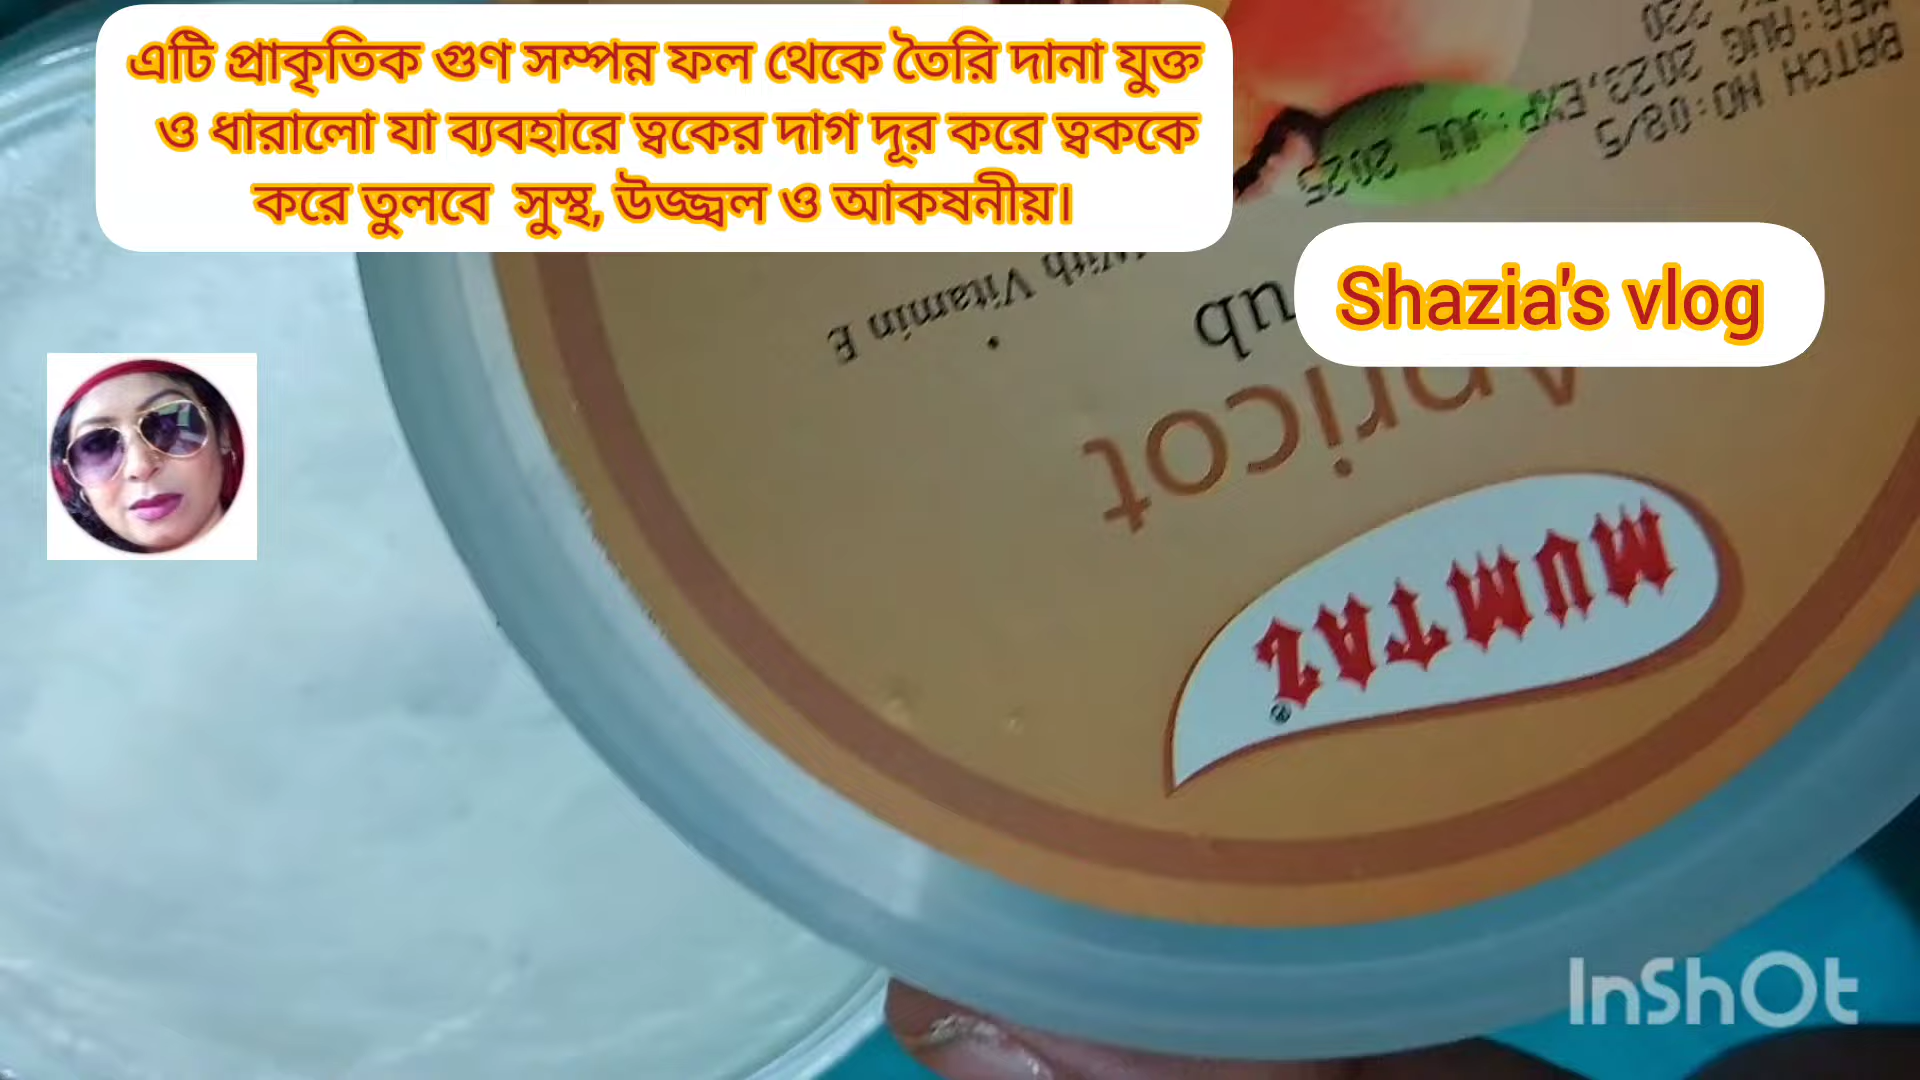 এটি প্রাকৃতিক গুণ সম্পন্ন ফল থেকে তৈরি দানা যুক্ত
ও ধারালো যা ব্যবহারে ত্বকের দাগ দূর করে ত্বককে
করে তুলবে সুস্থ, উজ্জ্বল ও আকষনীয়।
Shazia's vlog
MUMTAZ®
Apricot
ub
With Vitamin E
BATCH NO:08/5
MFG:AUG 2023,EXP:JUL 2025
InShOt